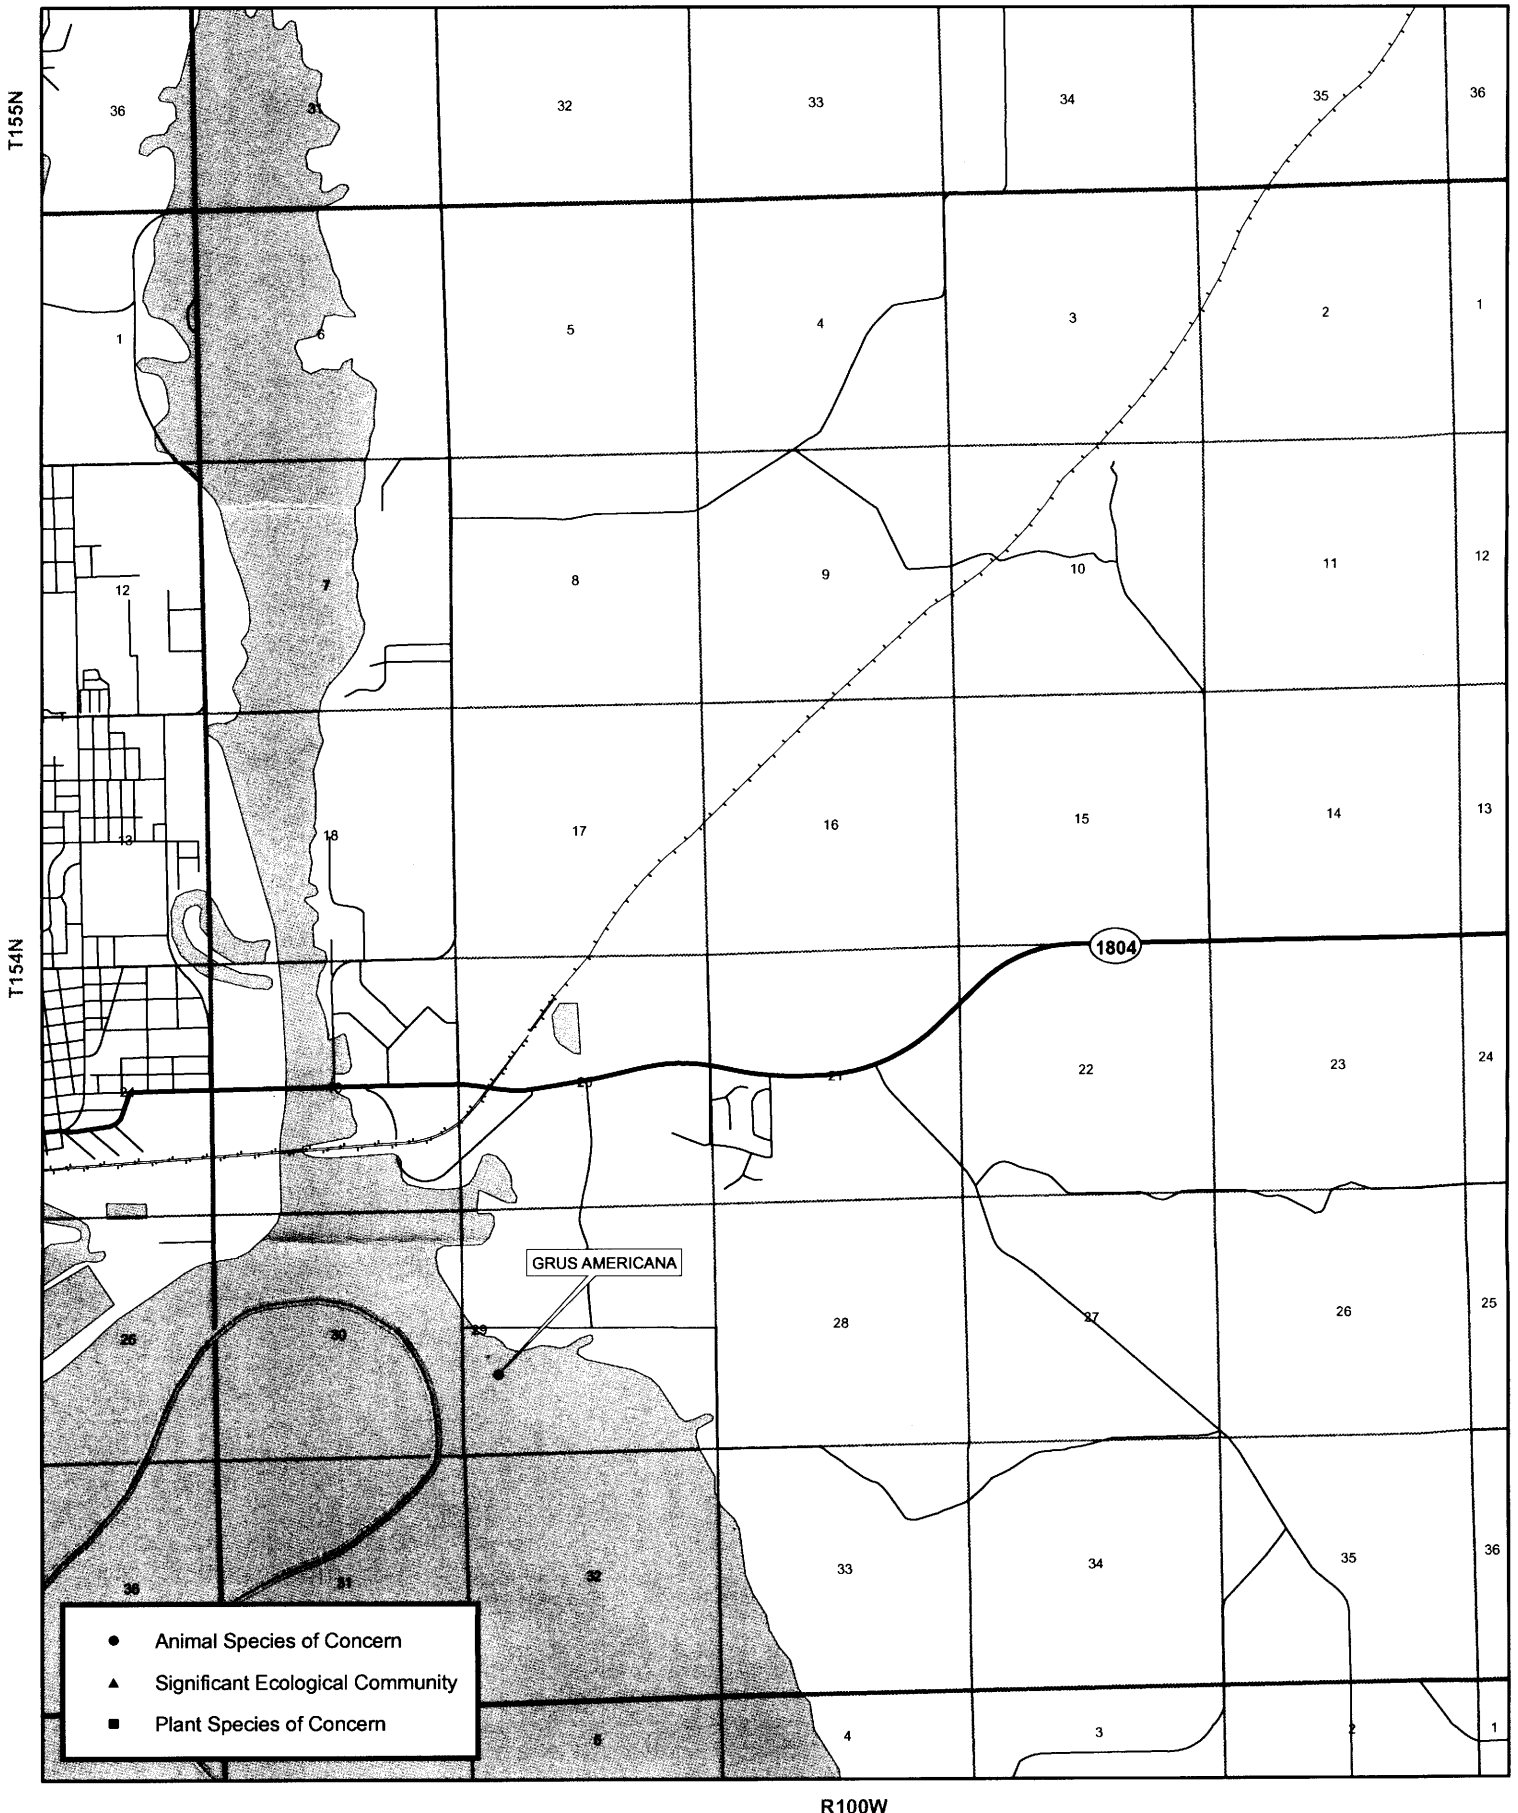 T155N
36 31 32 33 34 35 36
1 6 5 4 3 2 1
12 7 8 9 10 11 12
13 18 17 16 15 14 13
T154N
1804
24 19 20 21 22 23 24
GRUS AMERICANA
25 30 29 28 27 26 25
36 31 32 33 34 35 36
Animal Species of Concern
Significant Ecological Community
Plant Species of Concern
5 4 3 2 1
R100W